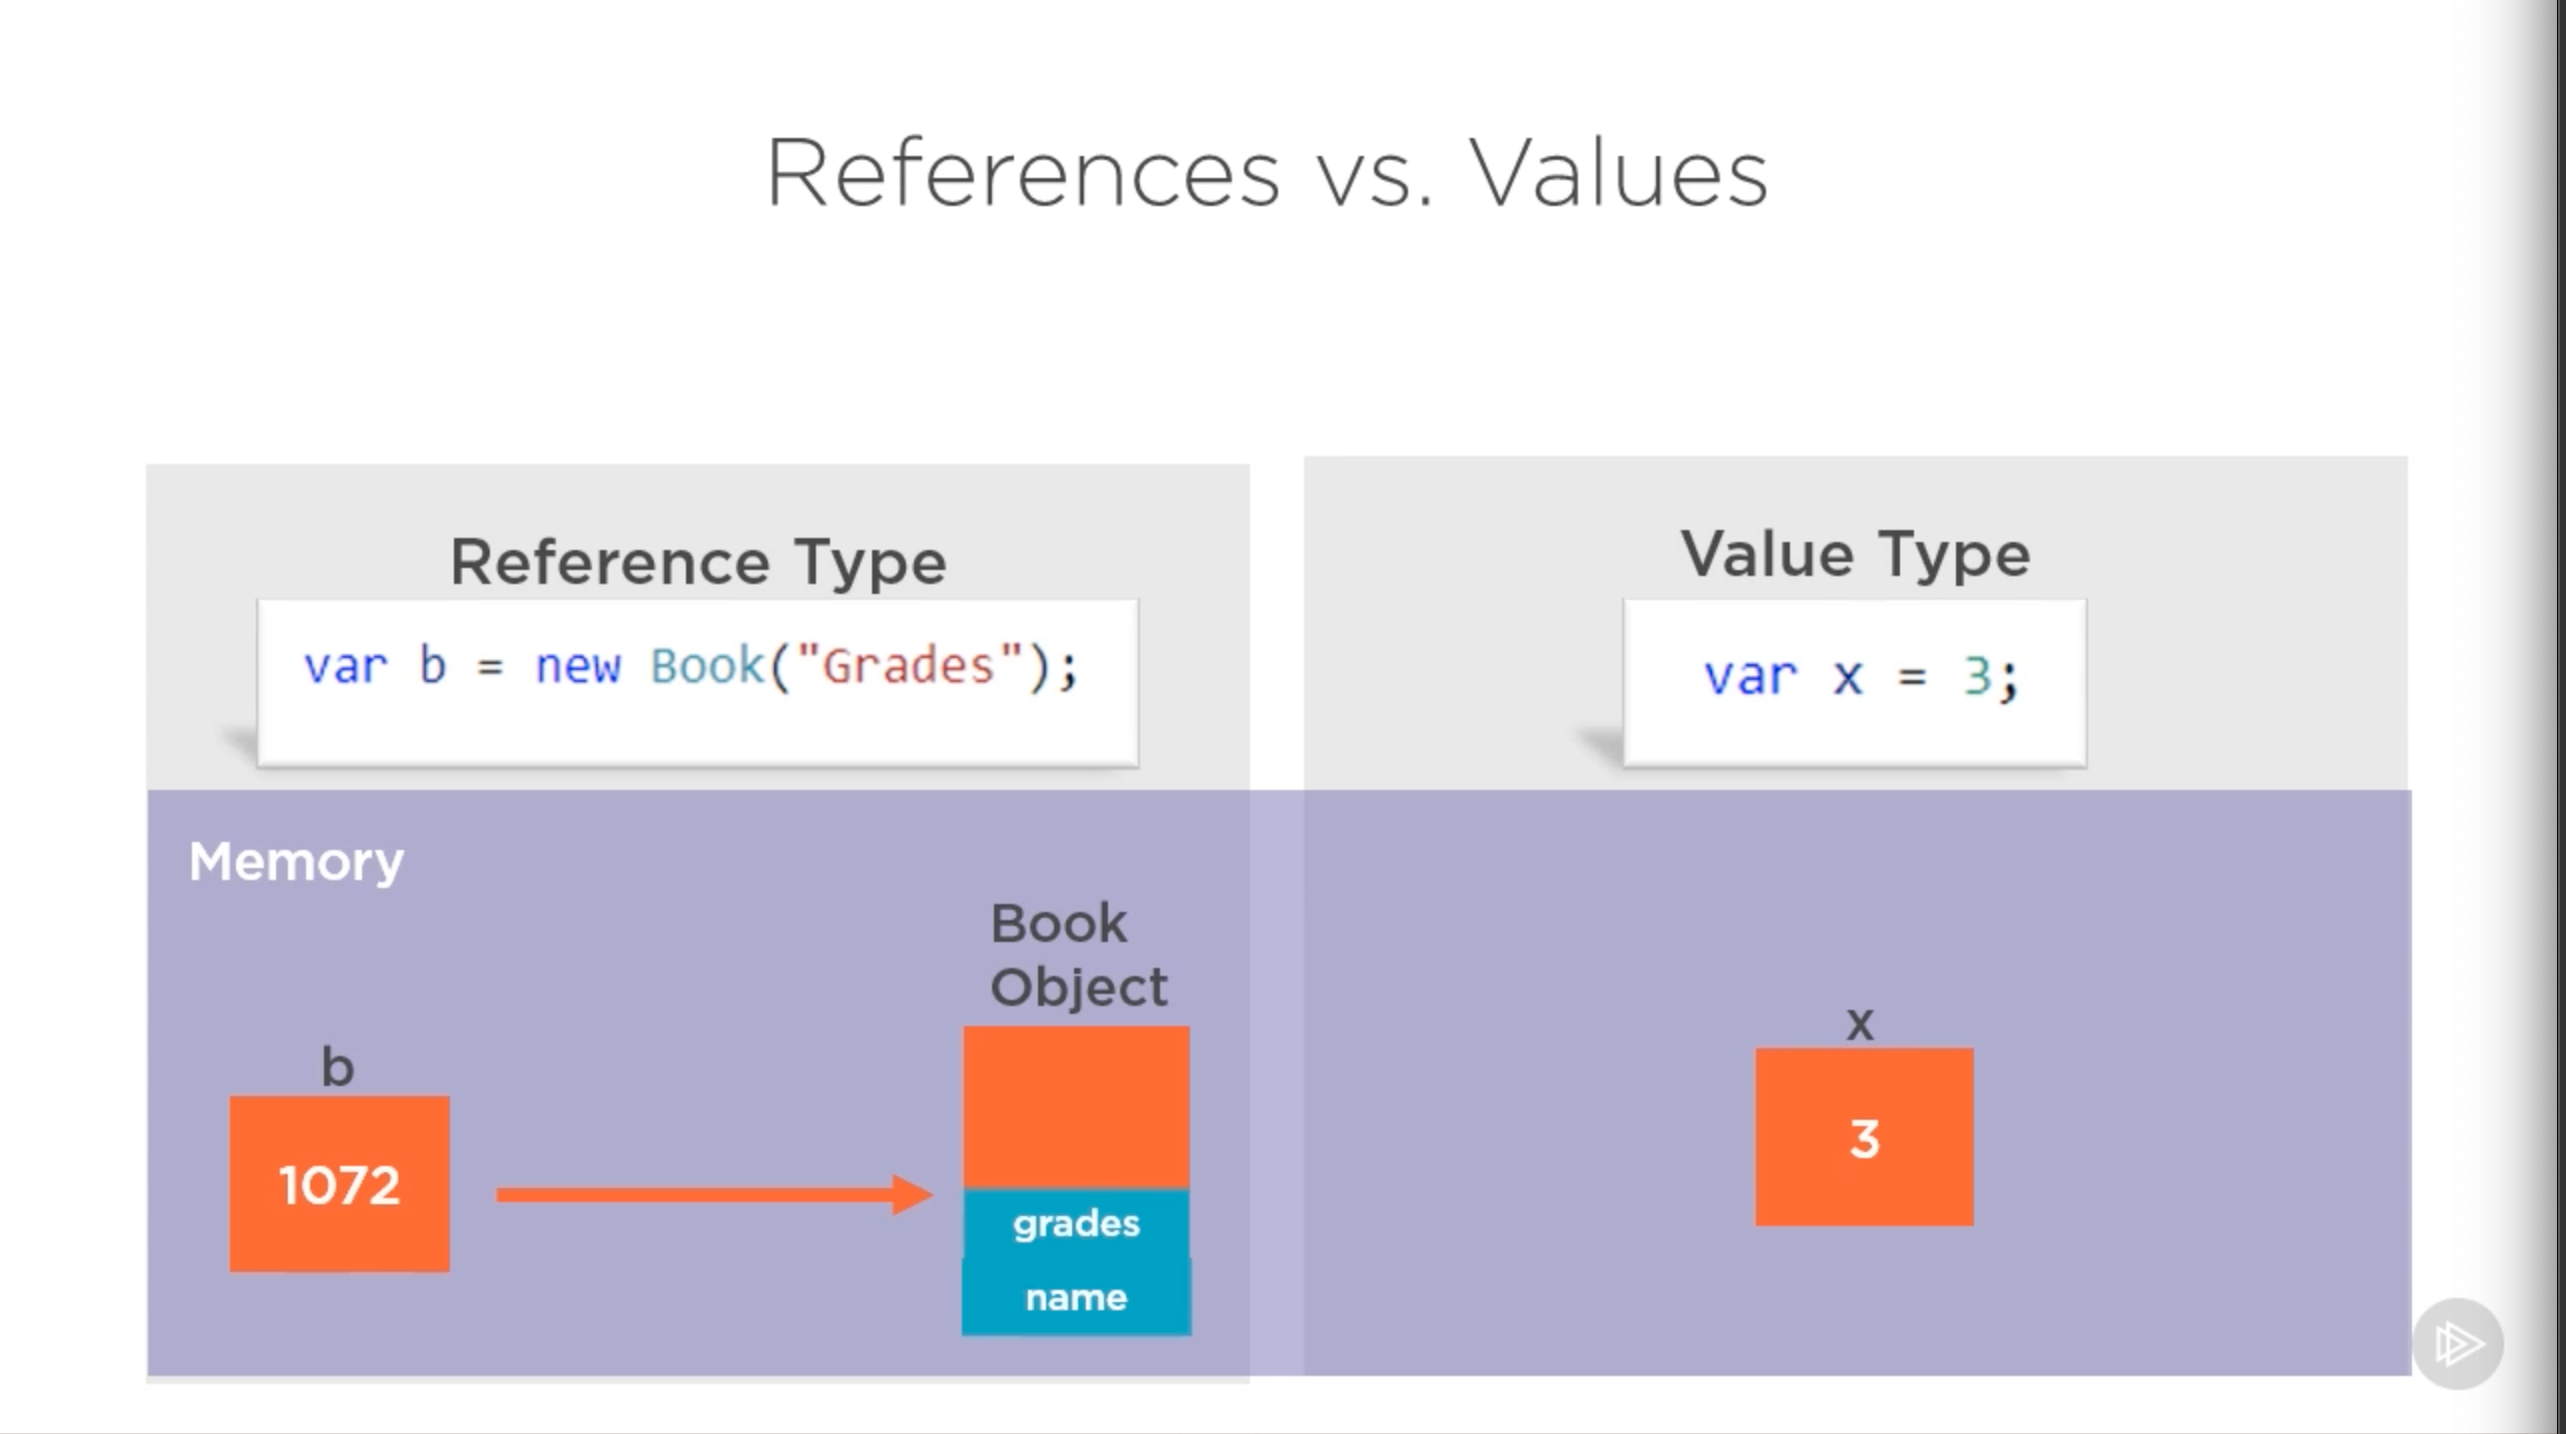 References vs. Values
Reference Type
var b = new Book("Grades");
Value Type
var x = 3;
Memory
Book
Object
b
1072
grades
name
x
3